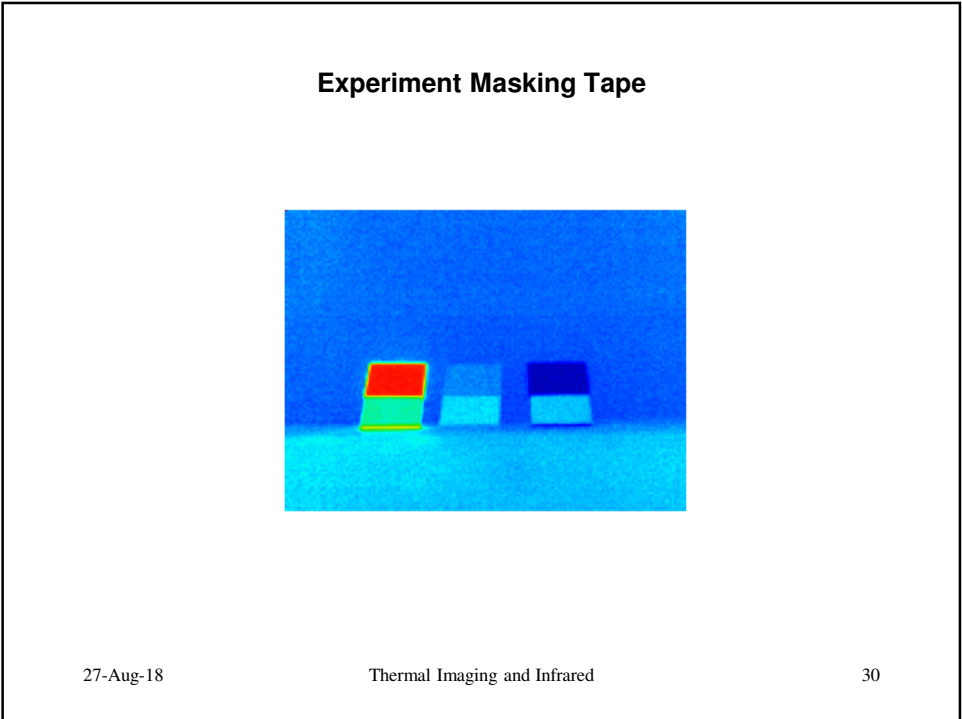 Experiment Masking Tape
27-Aug-18 Thermal Imaging and Infrared 30